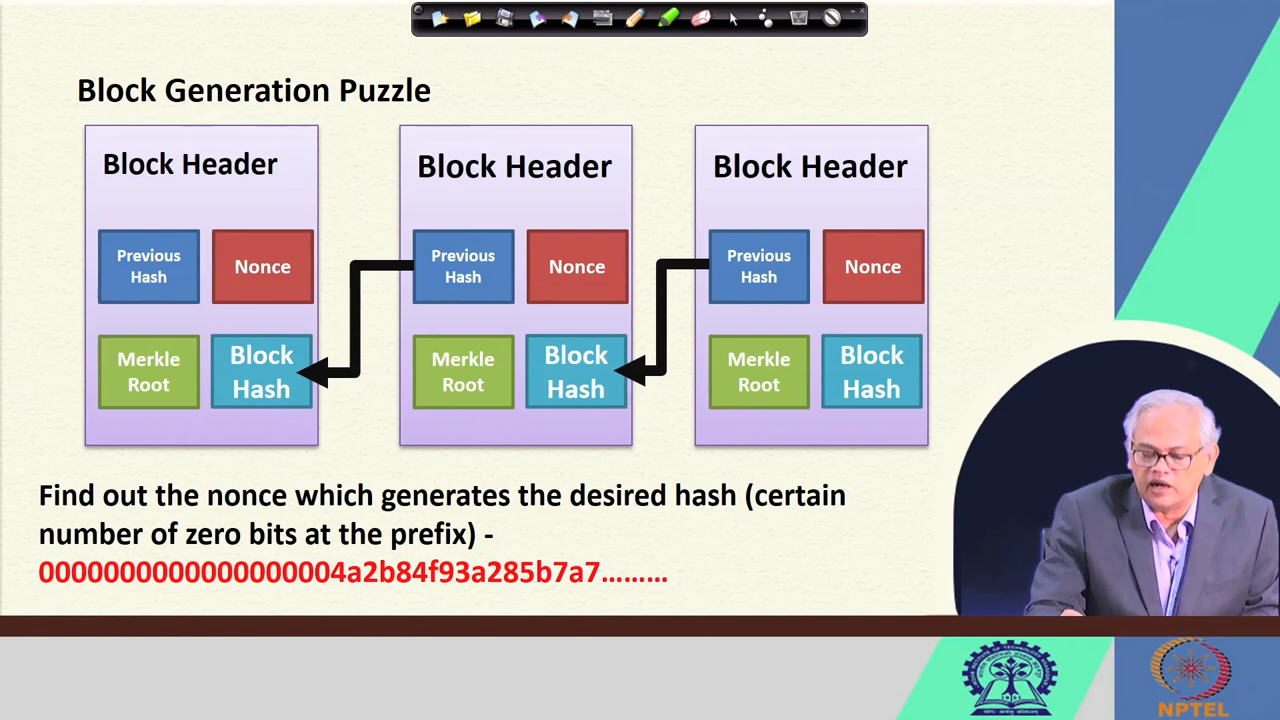 Block Generation Puzzle
Block Header
Block Header
Block Header
Previous
Hash
Nonce
Previous
Hash
Nonce
Previous
Hash
Nonce
Merkle
Root
Block
Hash
Merkle
Root
Block
Hash
Merkle
Root
Block
Hash
Find out the nonce which generates the desired hash (certain
number of zero bits at the prefix) -
0000000000000000004a2b84f93a285b7a7.........
NPTEL